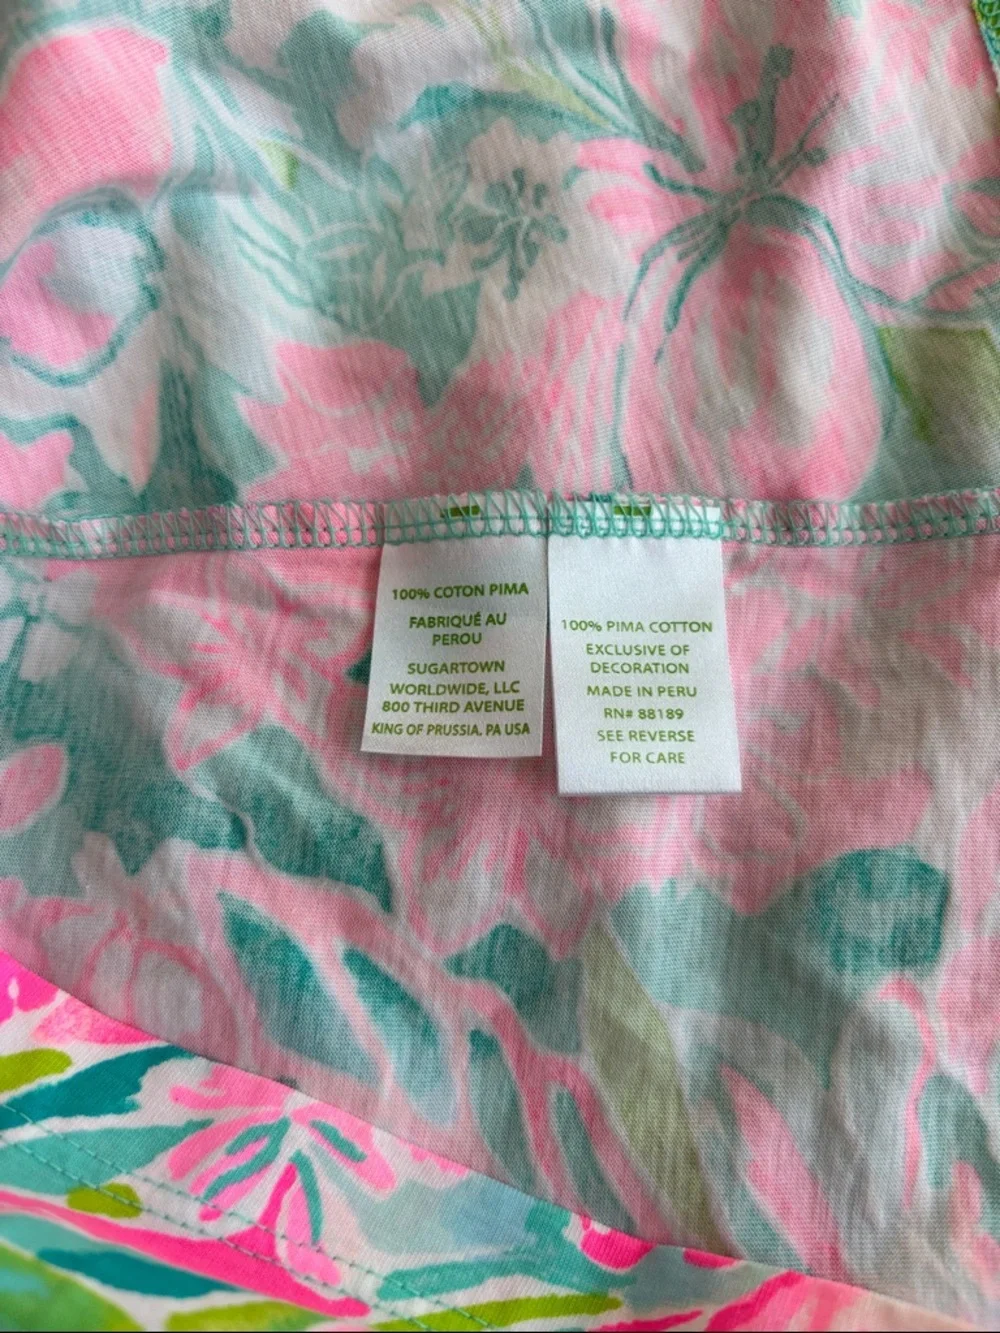 100% COTON PIMA
FABRIQUÉ AU
PEROU
SUGARTOWN
WORLDWIDE, LLC
800 THIRD AVENUE
KING OF PRUSSIA, PA USA
100% PIMA COTTON
EXCLUSIVE OF
DECORATION
MADE IN PERU
RN# 88189
SEE REVERSE
FOR CARE